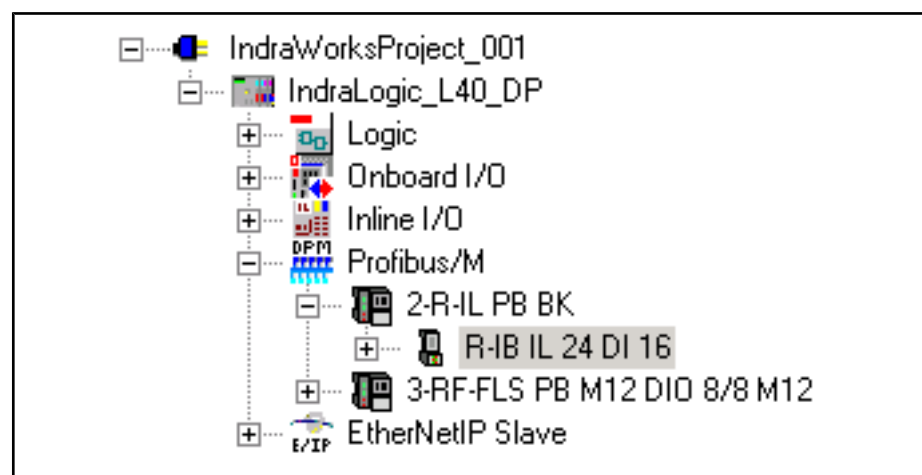 IndraWorksProject_001
IndraLogic_L40_DP
Logic
Onboard I/O
IL
Inline I/O
DPM
Profibus/M
2-R-IL PB BK
R-IB IL 24 DI 16
3-RF-FLS PB M12 DIO 8/8 M12
EtherNetIP Slave
E/IP